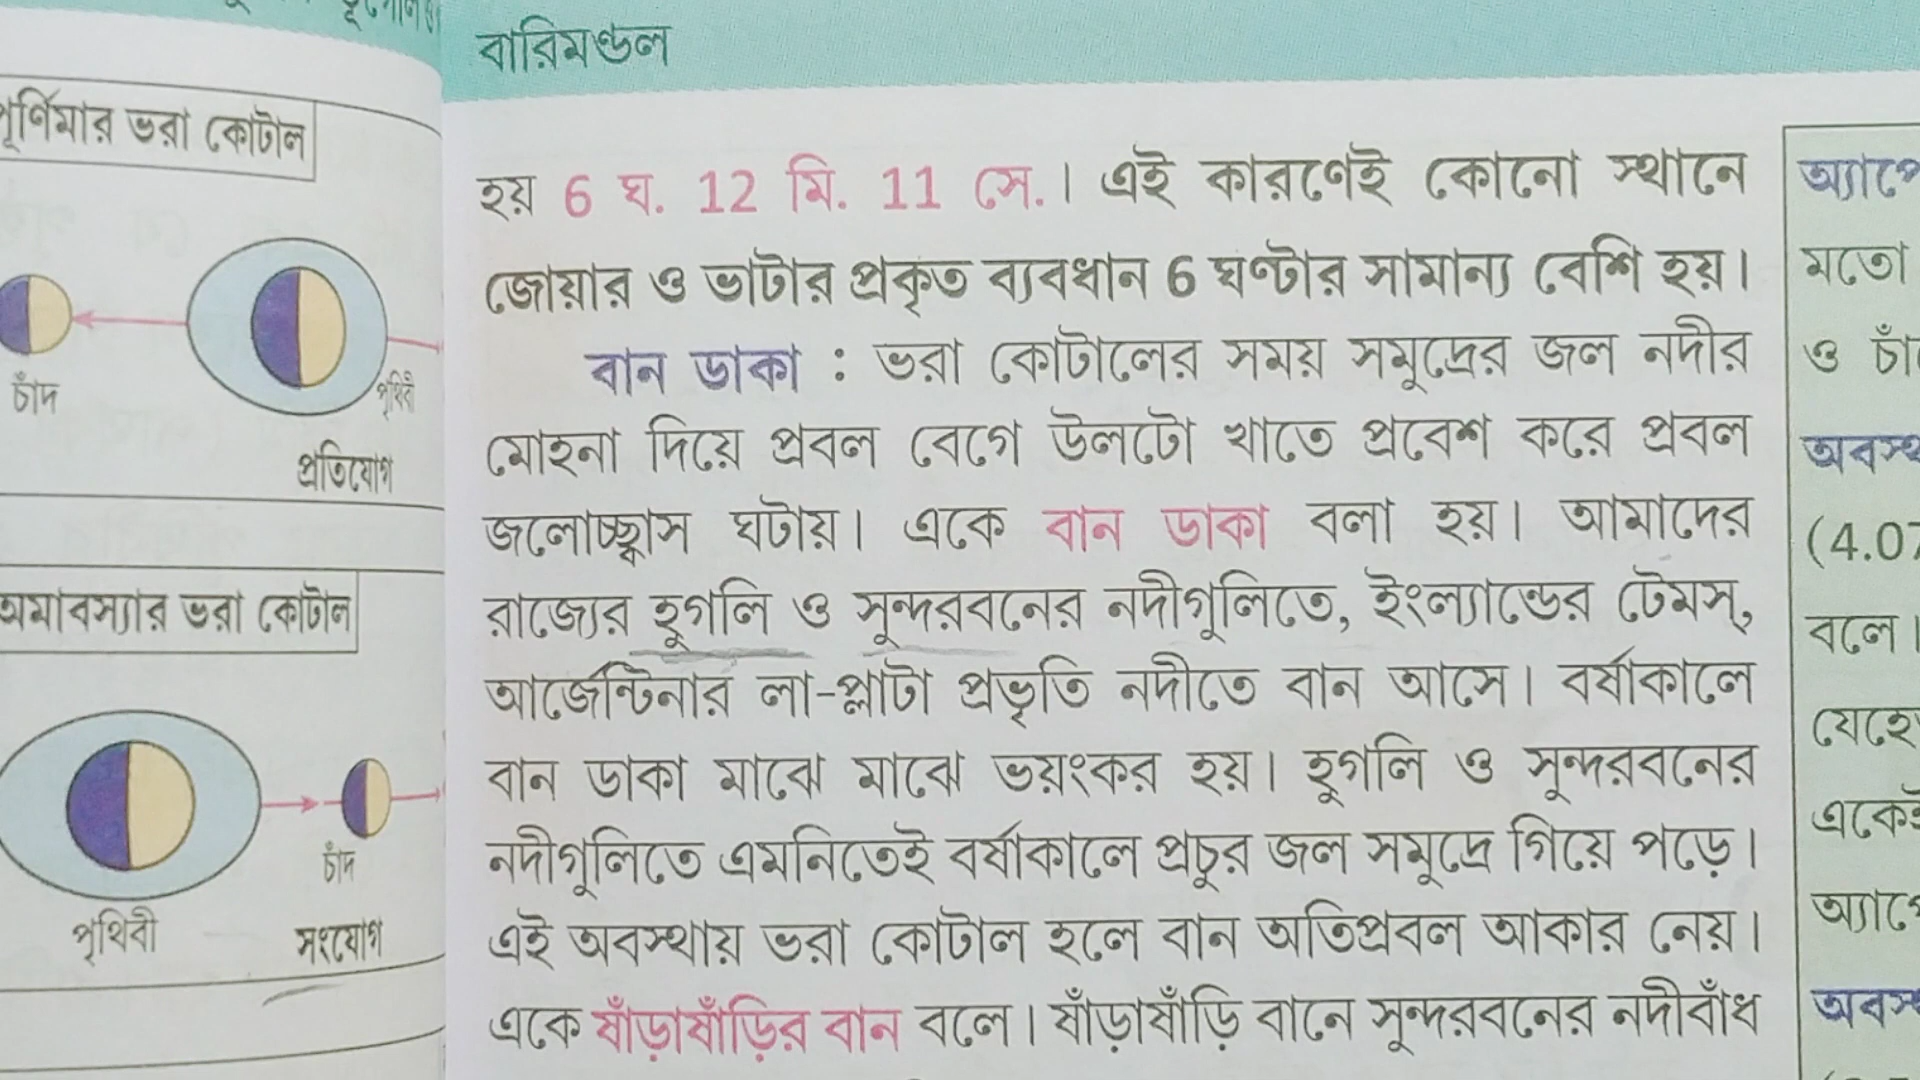 বারিমণ্ডল
পূর্ণিমার ভরা কোটাল
চাঁদ
পৃথিবী
প্রতিযোগ
অমাবস্যার ভরা কোটাল
চাঁদ
পৃথিবী
সংযোগ
হয় 6 ঘ. 12 মি. 11 সে.। এই কারণেই কোনো স্থানে
জোয়ার ও ভাটার প্রকৃত ব্যবধান 6 ঘণ্টার সামান্য বেশি হয়।
বান ডাকা : ভরা কোটালের সময় সমুদ্রের জল নদীর
মোহনা দিয়ে প্রবল বেগে উলটো খাতে প্রবেশ করে প্রবল
জলোচ্ছ্বাস ঘটায়। একে বান ডাকা বলা হয়। আমাদের
রাজ্যের হুগলি ও সুন্দরবনের নদীগুলিতে, ইংল্যান্ডের টেমস্,
আর্জেন্টিনার লা-প্লাটা প্রভৃতি নদীতে বান আসে। বর্ষাকালে
বান ডাকা মাঝে মাঝে ভয়ংকর হয়। হুগলি ও সুন্দরবনের
নদীগুলিতে এমনিতেই বর্ষাকালে প্রচুর জল সমুদ্রে গিয়ে পড়ে।
এই অবস্থায় ভরা কোটাল হলে বান অতিপ্রবল আকার নেয়।
একে ষাঁড়াষাঁড়ির বান বলে। ষাঁড়াষাঁড়ি বানে সুন্দরবনের নদীবাঁধ
মতো
ও
(4.07
বলে।